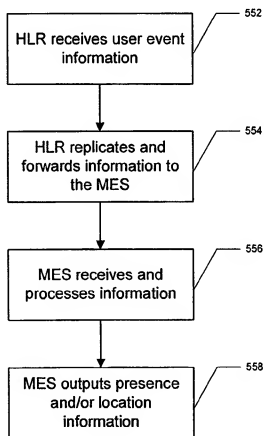 552
HLR receives user event
information
554
HLR replicates and
forwards information to
the MES
556
MES receives and
processes information
558
MES outputs presence
and/or location
information